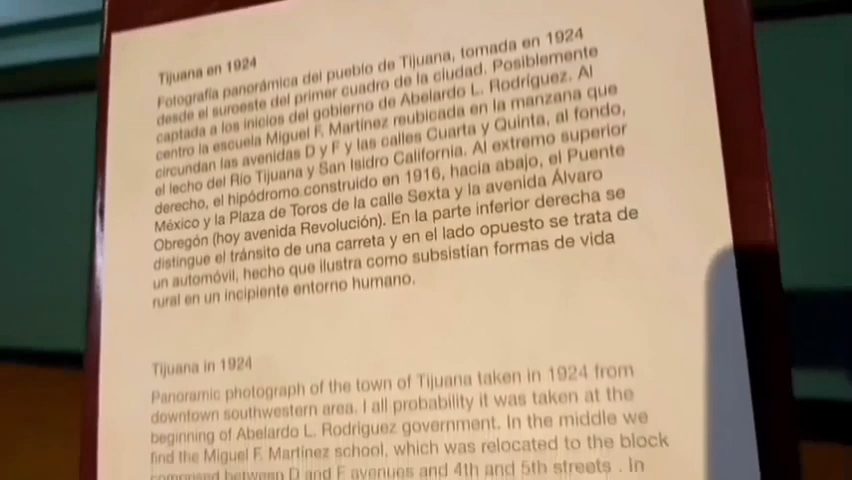 Tijuana en 1924
Fotografía panorámica del pueblo de Tijuana, tomada en 1924
desde el suroeste del primer cuadro de la ciudad. Posiblemente
captada a los inicios del gobierno de Abelardo L. Rodríguez. Al
centro la escuela Miguel F. Martínez reubicada en la manzana que
circundan las avenidas D y F y las calles Cuarta y Quinta, al fondo,
el lecho del Río Tijuana y San Isidro California. Al extremo superior
derecho, el hipódromo construido en 1916, hacia abajo, el Puente
México y la Plaza de Toros de la calle Sexta y la avenida Álvaro
Obregón (hoy avenida Revolución). En la parte inferior derecha se
distingue el tránsito de una carreta y en el lado opuesto se trata de
un automóvil, hecho que ilustra como subsistían formas de vida
rural en un incipiente entorno humano.
Tijuana in 1924
Panoramic photograph of the town of Tijuana taken in 1924 from
downtown southwestern area. I all probability it was taken at the
beginning of Abelardo L. Rodriguez government. In the middle we
find the Miguel F. Martinez school, which was relocated to the block
composed between D and F avenues and 4th and 5th streets . In